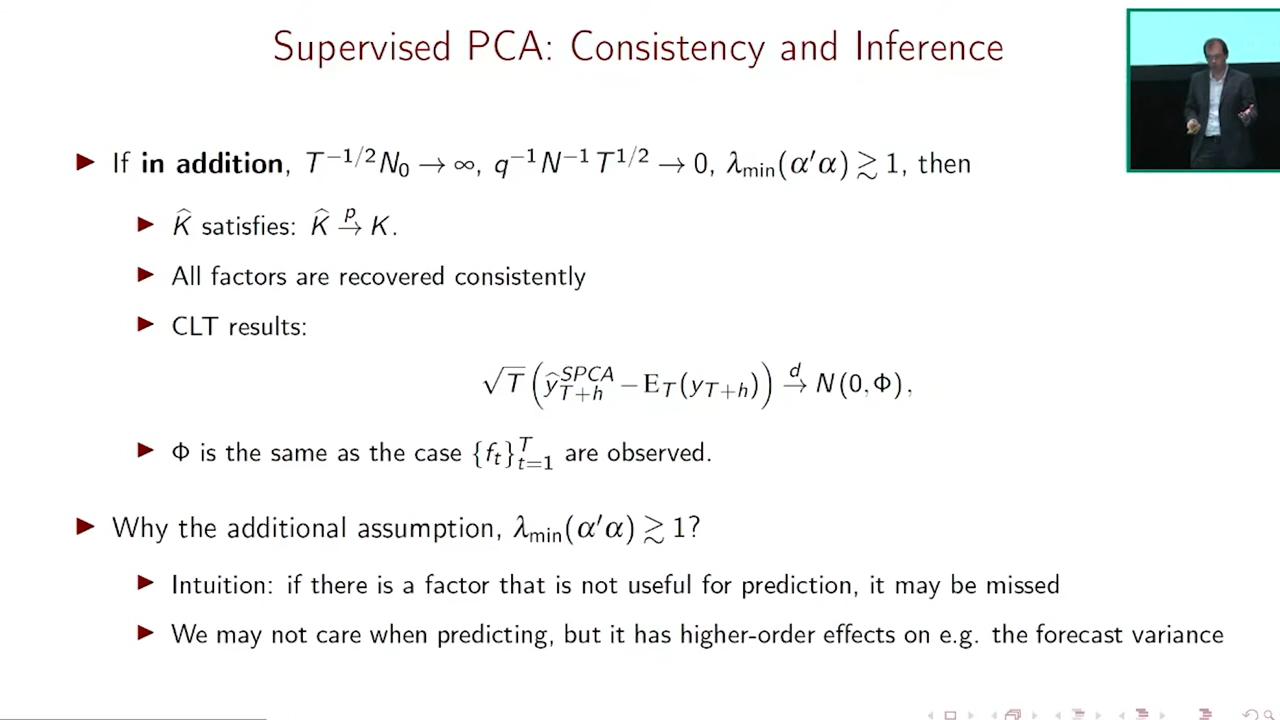 Supervised PCA: Consistency and Inference
▶ If in addition, T^{−1/2}N_0 → ∞, q^{−1}N^{−1}T^{1/2} → 0, λ_{min}(α′α) ≳ 1, then
▶ K̂ satisfies: K̂ →^p K.
▶ All factors are recovered consistently
▶ CLT results:
√T (ŷ^{SPCA}_{T+h} − E_T(y_{T+h})) →^d N(0, Φ),
▶ Φ is the same as the case {f_t}^T_{t=1} are observed.
▶ Why the additional assumption, λ_{min}(α′α) ≳ 1?
▶ Intuition: if there is a factor that is not useful for prediction, it may be missed
▶ We may not care when predicting, but it has higher-order effects on e.g. the forecast variance